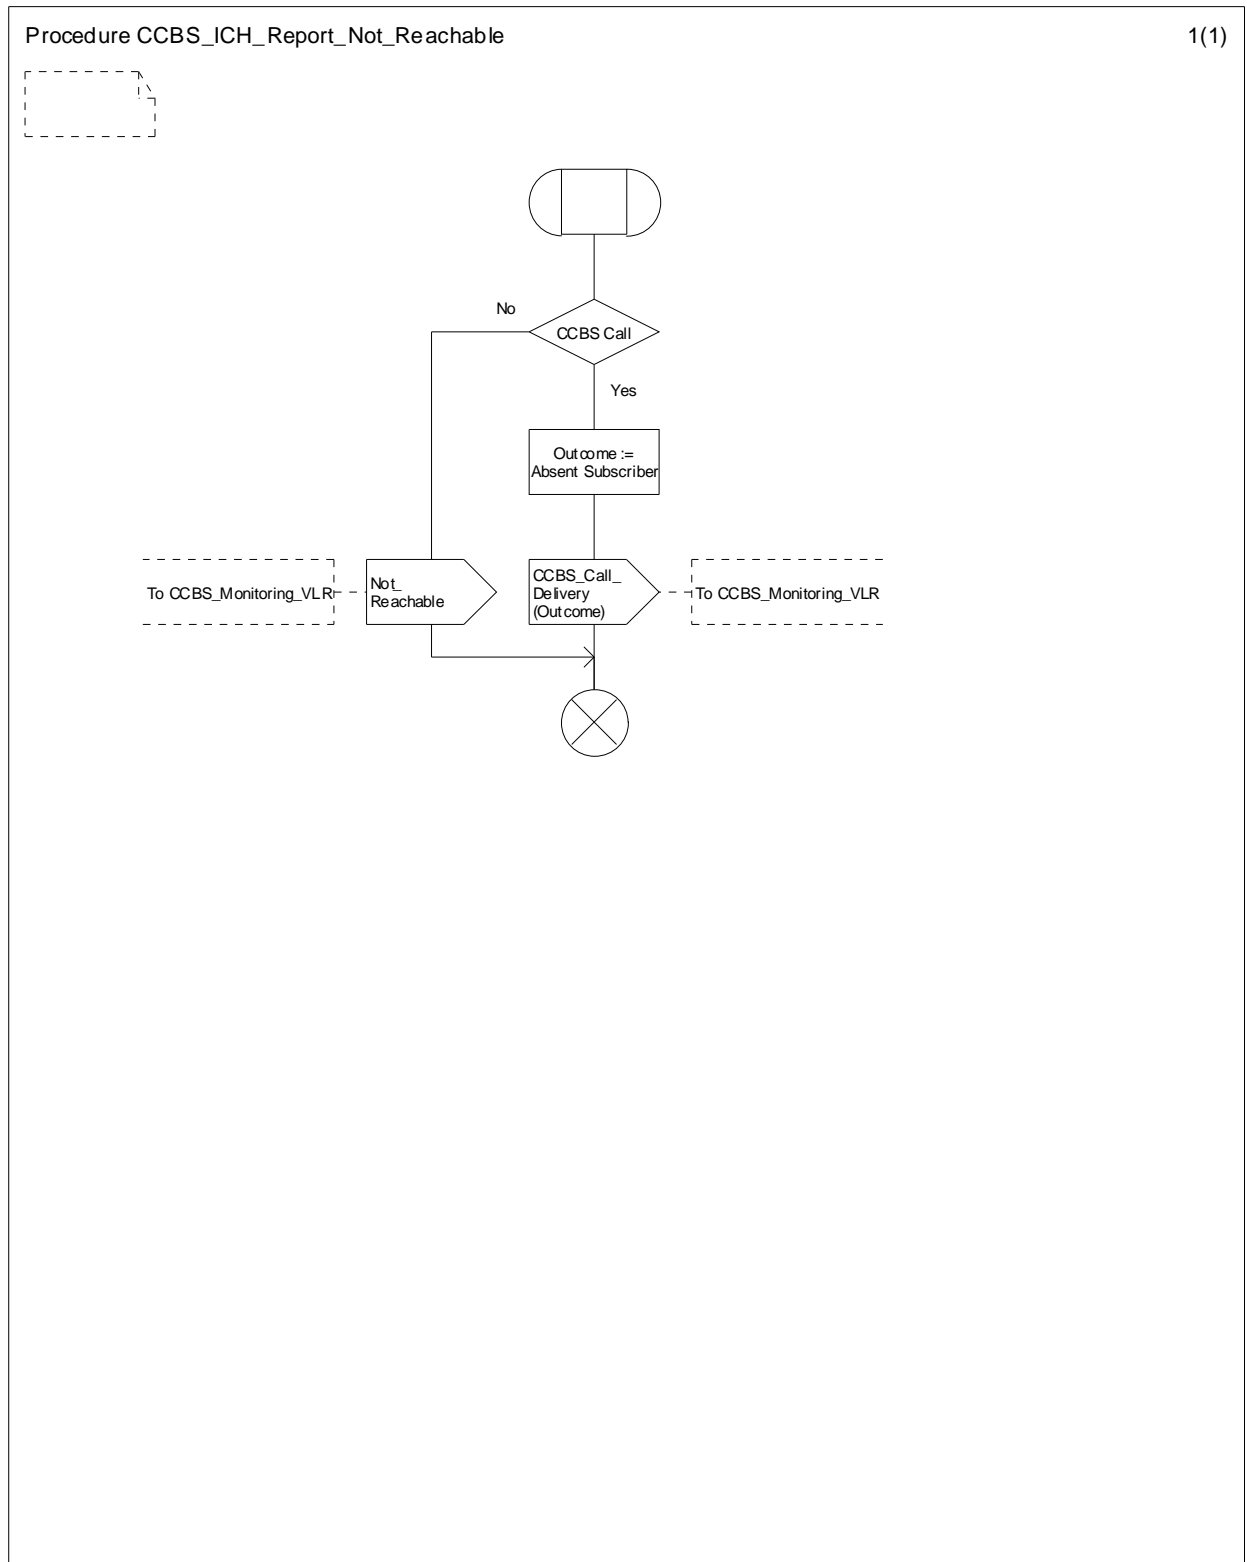 Procedure CCBS_ICH_Report_Not_Reachable
1(1)
No
CCBS Call
Yes
Outcome :=
Absent Subscriber
To CCBS_Monitoring_VLR
Not_
Reachable
CCBS_Call_
Delivery
(Outcome)
To CCBS_Monitoring_VLR